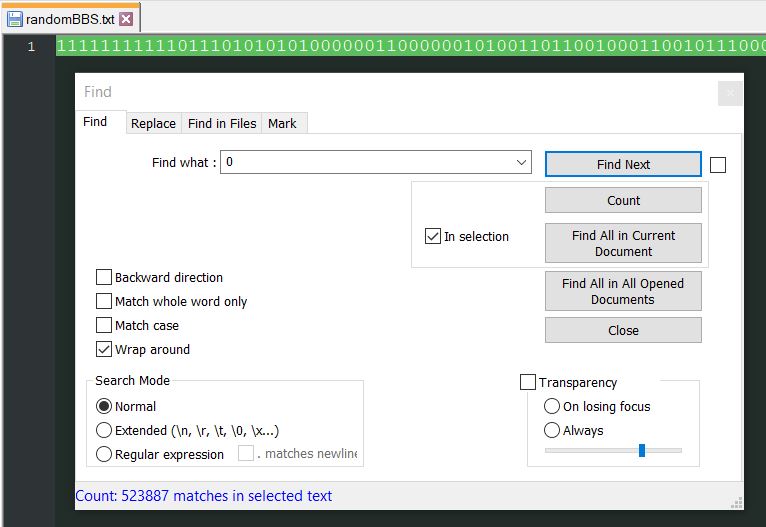 randomBBS.txt
1 1111111111101110101010100000011000000101001101100100011001011100
Find
Find Replace Find in Files Mark
Find what : 0
Find Next
Count
In selection
Find All in Current
Document
Backward direction
Find All in All Opened
Documents
Match whole word only
Match case
Close
Wrap around
Search Mode
Transparency
Normal
On losing focus
Extended (\n, \r, \t, \0, \x...)
Always
Regular expression
. matches newline
Count: 523887 matches in selected text